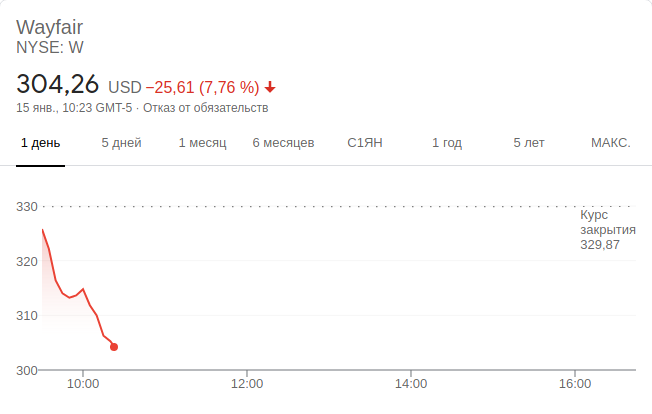 Wayfair
NYSE: W
304,26 USD −25,61 (7,76 %)
15 янв., 10:23 GMT-5 · Отказ от обязательств
1 день 5 дней 1 месяц 6 месяцев С1ЯН 1 год 5 лет МАКС.
330
Курс
закрытия
329,87
320
310
300
10:00 12:00 14:00 16:00